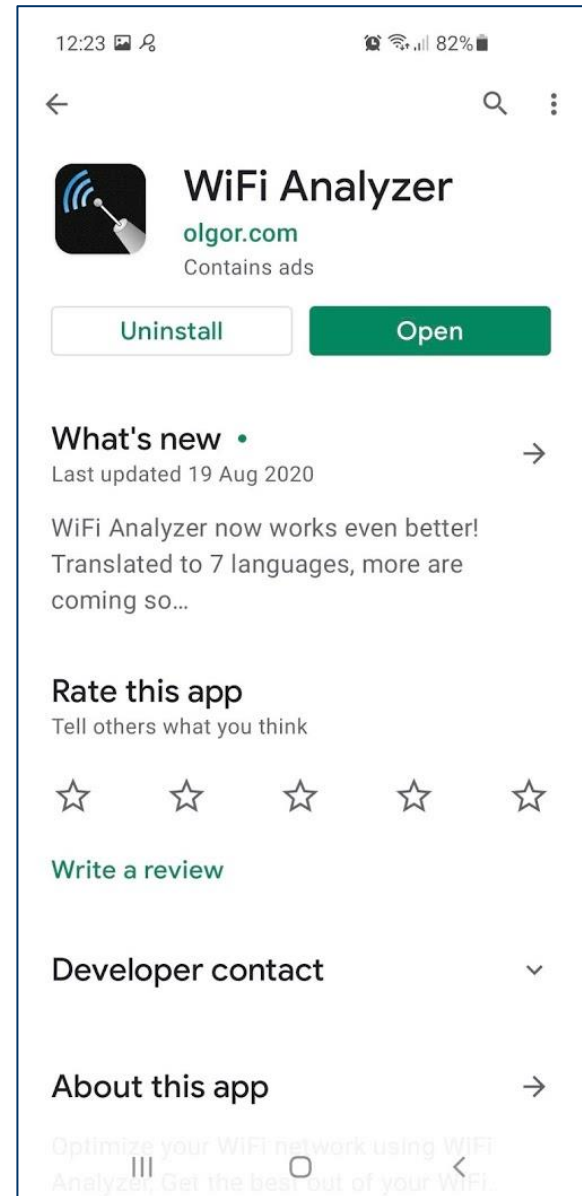 12:23 82%
WiFi Analyzer
olgor.com
Contains ads
Uninstall Open
What's new •
Last updated 19 Aug 2020
WiFi Analyzer now works even better!
Translated to 7 languages, more are
coming so…
Rate this app
Tell others what you think
Write a review
Developer contact
About this app
Optimize your WiFi network using WiFi
Analyzer. Get the best out of your WiFi